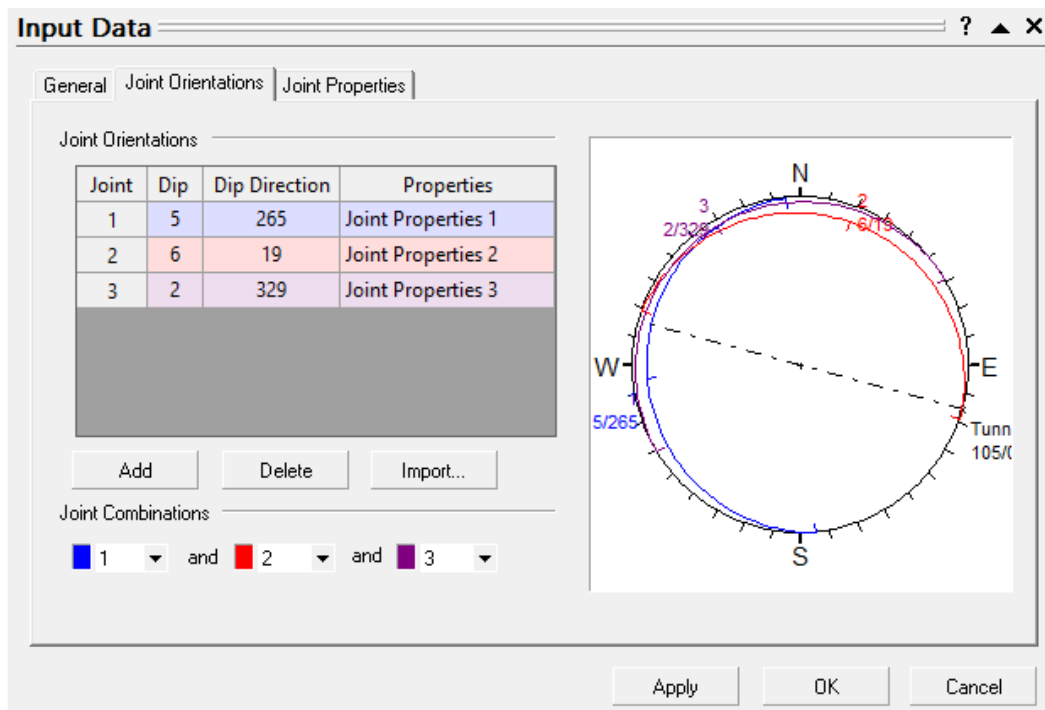 Input Data ? ▲ ✕
General Joint Orientations Joint Properties
Joint Orientations
Joint Dip Dip Direction Properties
1 5 265 Joint Properties 1
2 6 19 Joint Properties 2
3 2 329 Joint Properties 3
Add Delete Import...
Joint Combinations
1 and 2 and 3
N
3
2/329
2
6/19
W
E
5/265
Tunn
105/0
S
Apply OK Cancel